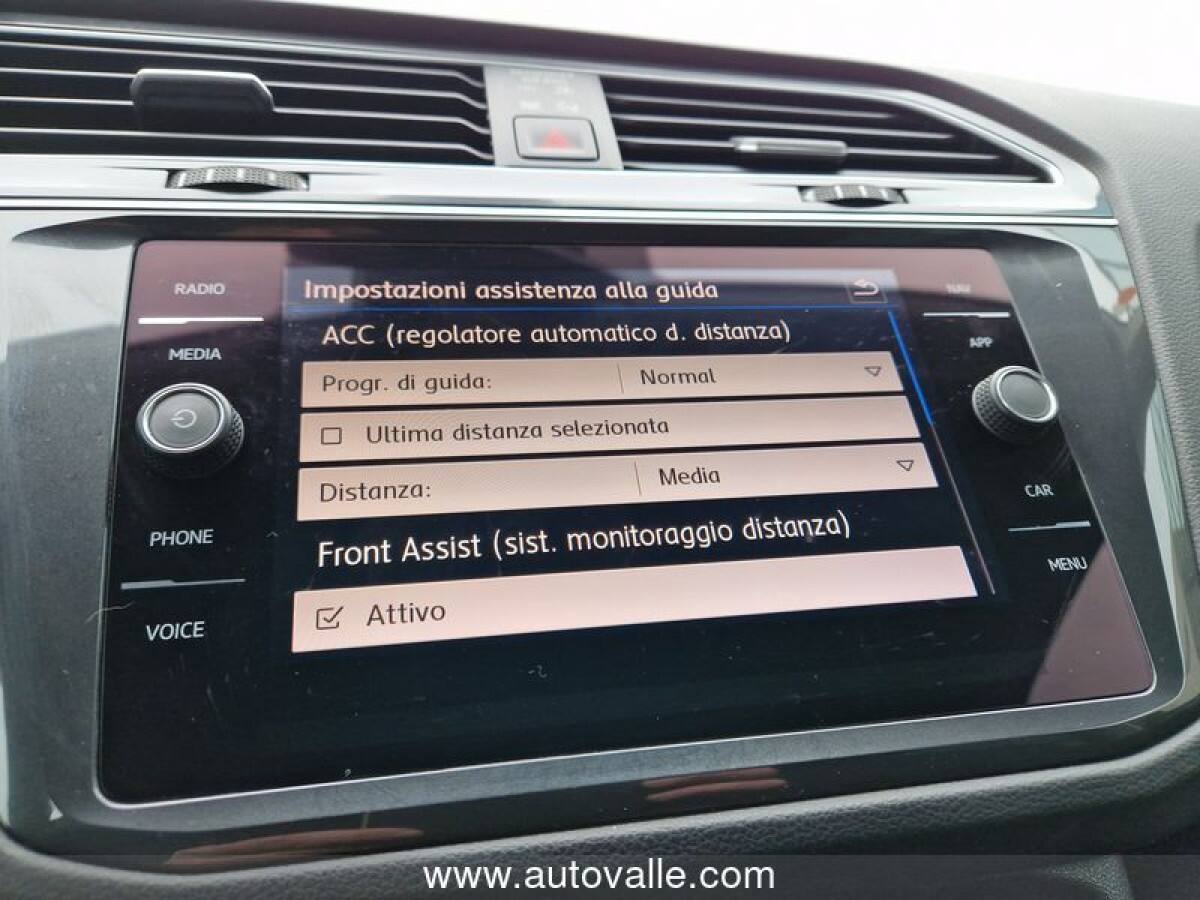 RADIO
MEDIA
PHONE
VOICE
Impostazioni assistenza alla guida
ACC (regolatore automatico d. distanza)
Progr. di guida: Normal
Ultima distanza selezionata
Distanza: Media
Front Assist (sist. monitoraggio distanza)
Attivo
NAV
APP
CAR
MENU
www.autovalle.com